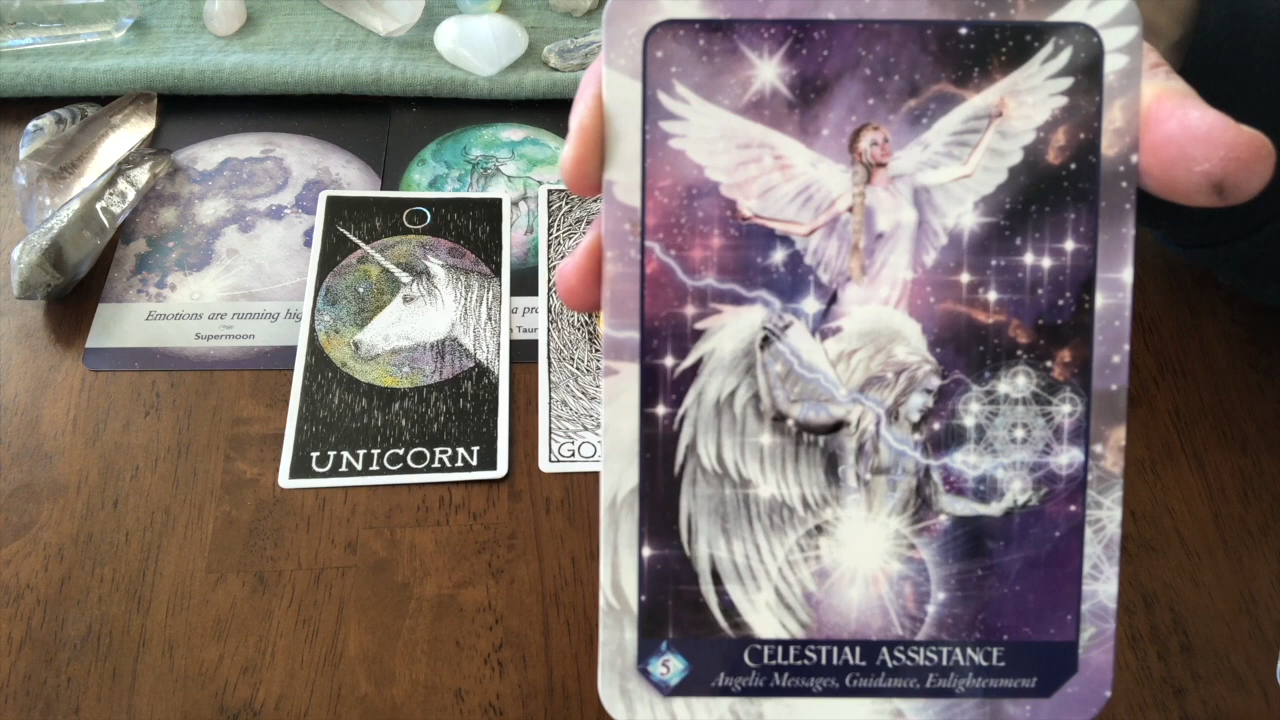 Emotions are running hig
Supermoon
a pr
n Taur
UNICORN
GO
5
CELESTIAL ASSISTANCE
Angelic Messages, Guidance, Enlightenment